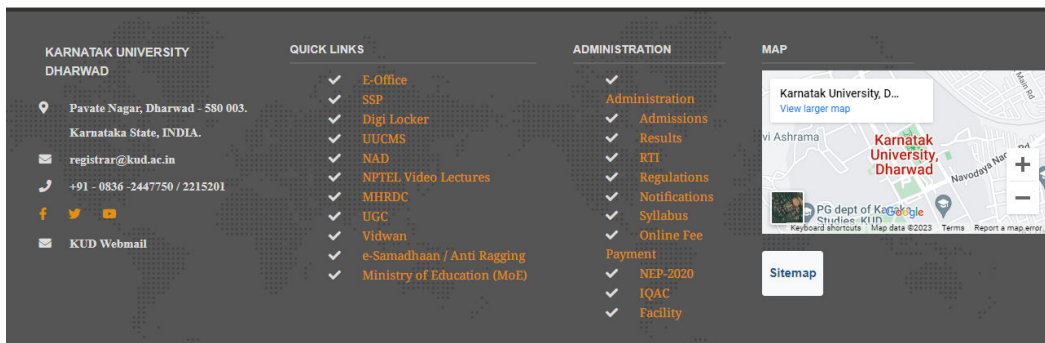 KARNATAK UNIVERSITY
DHARWAD
Pavate Nagar, Dharwad - 580 003.
Karnataka State, INDIA.
registrar@kud.ac.in
+91 - 0836 -2447750 / 2215201
KUD Webmail
QUICK LINKS
E-Office
SSP
Digi Locker
UUCMS
NAD
NPTEL Video Lectures
MHRDC
UGC
Vidwan
e-Samadhaan / Anti Ragging
Ministry of Education (MoE)
ADMINISTRATION
Administration
Admissions
Results
RTI
Regulations
Notifications
Syllabus
Online Fee
Payment
NEP-2020
IQAC
Facility
MAP
Karnatak University, D...
View larger map
Main Rd
vi Ashrama
Karnatak
University,
Dharwad
Navodaya Nagar
PG dept of
Studies, KUD
Google
Keyboard shortcuts Map data ©2023 Terms Report a map error
Sitemap